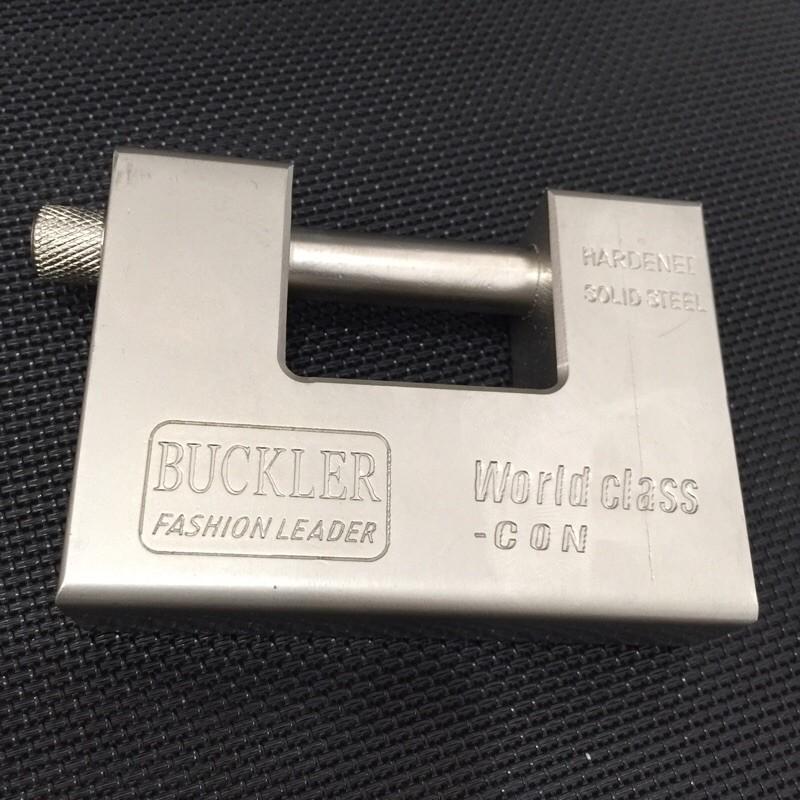 HARDENED
SOLID STEEL
BUCKLER
FASHION LEADER
World class
-CON